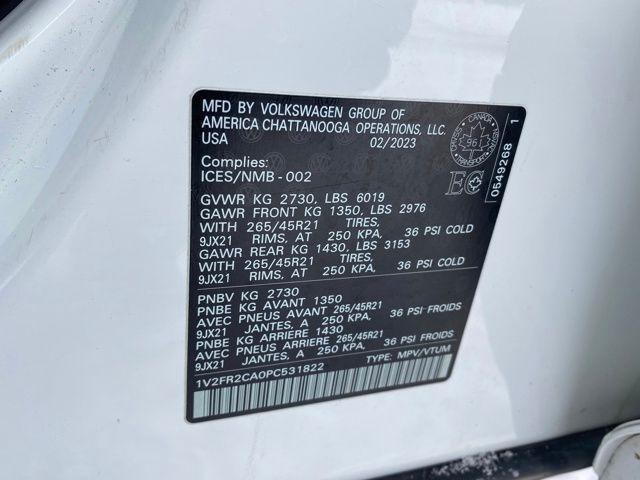 MFD BY VOLKSWAGEN GROUP OF
AMERICA CHATTANOOGA OPERATIONS, LLC.
USA 02/2023
Complies:
ICES/NMB-002
GVWR KG 2730, LBS 6019
GAWR FRONT KG 1350, LBS 2976
WITH 265/45R21 TIRES,
9JX21 RIMS, AT 250 KPA, 36 PSI COLD
GAWR REAR KG 1430, LBS 3153
WITH 265/45R21 TIRES,
9JX21 RIMS, AT 250 KPA, 36 PSI COLD
PNBV KG 2730
PNBE KG AVANT 1350
AVEC PNEUS AVANT 265/45R21
9JX21 JANTES, A 250 KPA, 36 PSI FROIDS
PNBE KG ARRIERE 1430
AVEC PNEUS ARRIERE 265/45R21
9JX21 JANTES, A 250 KPA, 36 PSI FROIDS
TYPE: MPV/VTUM
1V2FR2CA0PC531822
CANADA
961
TRANSPORT
EC
0549268 1